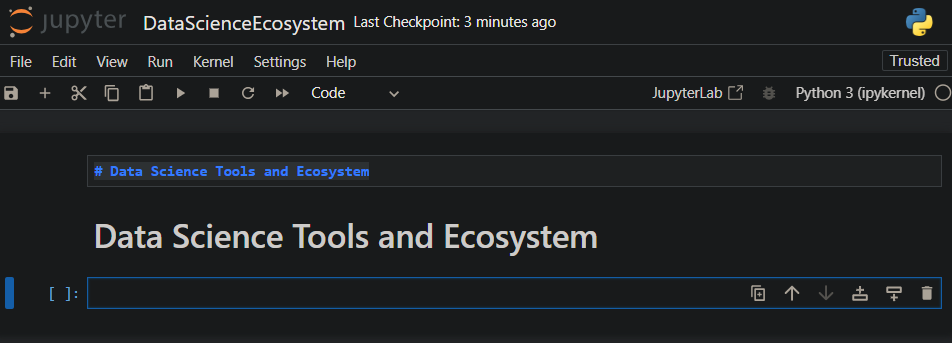 jupyter DataScienceEcosystem Last Checkpoint: 3 minutes ago
File Edit View Run Kernel Settings Help Trusted
Code JupyterLab Python 3 (ipykernel)
# Data Science Tools and Ecosystem
Data Science Tools and Ecosystem
[ ]: